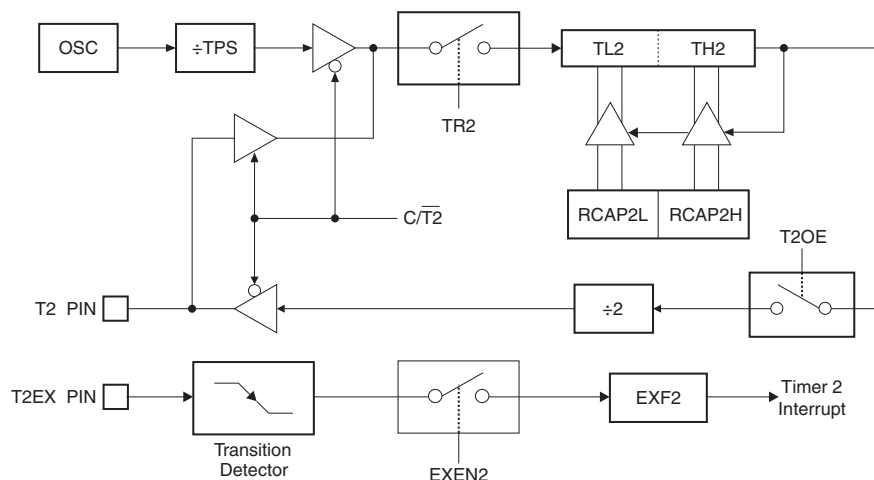 OSC
÷TPS
TL2
TH2
TR2
RCAP2L
RCAP2H
C/T2
T2OE
T2 PIN
÷2
T2EX PIN
EXF2
Timer 2
Interrupt
Transition
Detector
EXEN2